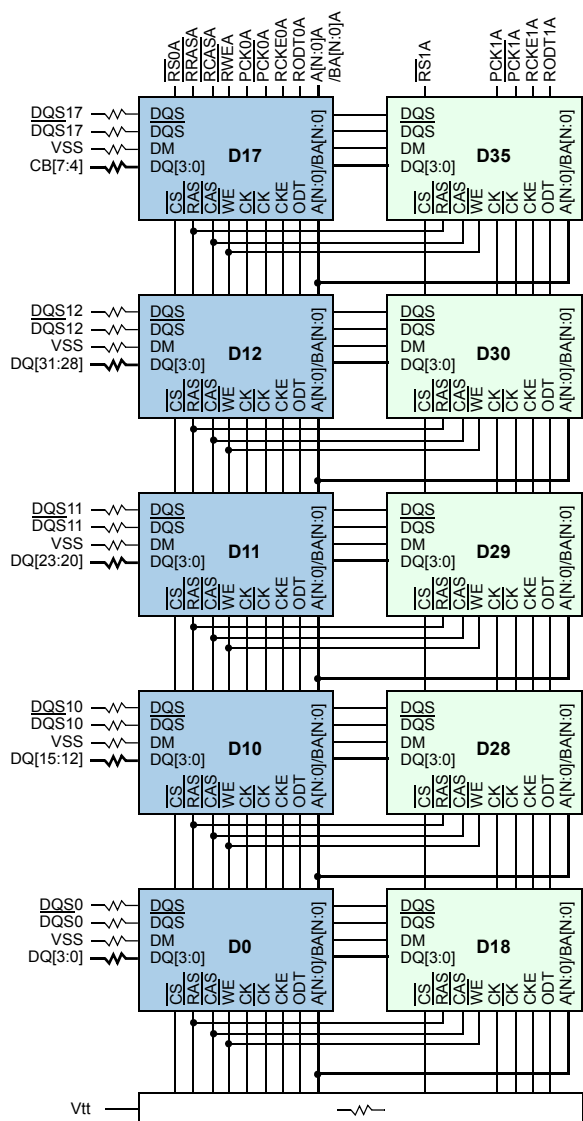 RS0A
RRASA
RCASA
RWEA
PCK0A
PCK0A
RCKE0A
RODT0A
A[N:0]A
/BA[N:0]A
RS1A
PCK1A
PCK1A
RCKE1A
RODT1A
DQS17
DQS17
VSS
CB[7:4]
DQS
DQS
DM
DQ[3:0]
D17
CS
RAS
CAS
WE
CK
CK
CKE
ODT
A[N:0]/BA[N:0]
DQS
DQS
DM
DQ[3:0]
D35
CS
RAS
CAS
WE
CK
CK
CKE
ODT
A[N:0]/BA[N:0]
DQS12
DQS12
VSS
DQ[31:28]
DQS
DQS
DM
DQ[3:0]
D12
CS
RAS
CAS
WE
CK
CK
CKE
ODT
A[N:0]/BA[N:0]
DQS
DQS
DM
DQ[3:0]
D30
CS
RAS
CAS
WE
CK
CK
CKE
ODT
A[N:0]/BA[N:0]
DQS11
DQS11
VSS
DQ[23:20]
DQS
DQS
DM
DQ[3:0]
D11
CS
RAS
CAS
WE
CK
CK
CKE
ODT
A[N:0]/BA[N:0]
DQS
DQS
DM
DQ[3:0]
D29
CS
RAS
CAS
WE
CK
CK
CKE
ODT
A[N:0]/BA[N:0]
DQS10
DQS10
VSS
DQ[15:12]
DQS
DQS
DM
DQ[3:0]
D10
CS
RAS
CAS
WE
CK
CK
CKE
ODT
A[N:0]/BA[N:0]
DQS
DQS
DM
DQ[3:0]
D28
CS
RAS
CAS
WE
CK
CK
CKE
ODT
A[N:0]/BA[N:0]
DQS0
DQS0
VSS
DQ[3:0]
DQS
DQS
DM
DQ[3:0]
D0
CS
RAS
CAS
WE
CK
CK
CKE
ODT
A[N:0]/BA[N:0]
DQS
DQS
DM
DQ[3:0]
D18
CS
RAS
CAS
WE
CK
CK
CKE
ODT
A[N:0]/BA[N:0]
Vtt